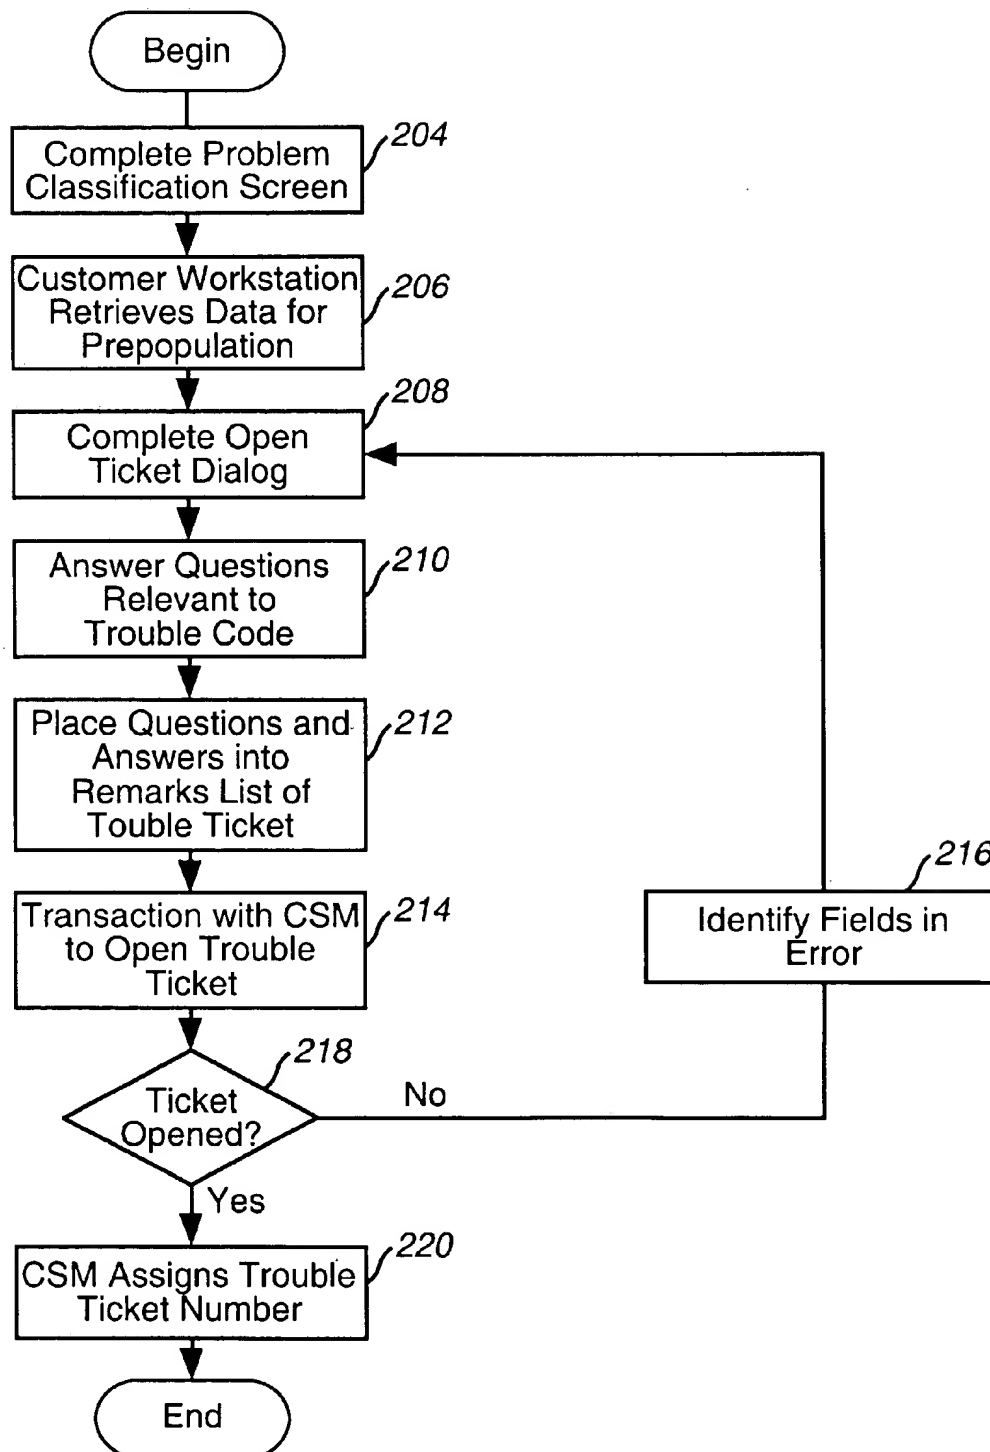 Begin
204
Complete Problem
Classification Screen
206
Customer Workstation
Retrieves Data for
Prepopulation
208
Complete Open
Ticket Dialog
210
Answer Questions
Relevant to
Trouble Code
212
Place Questions and
Answers into
Remarks List of
Touble Ticket
214
Transaction with CSM
to Open Trouble
Ticket
216
Identify Fields in
Error
218
Ticket
Opened?
No
Yes
220
CSM Assigns Trouble
Ticket Number
End